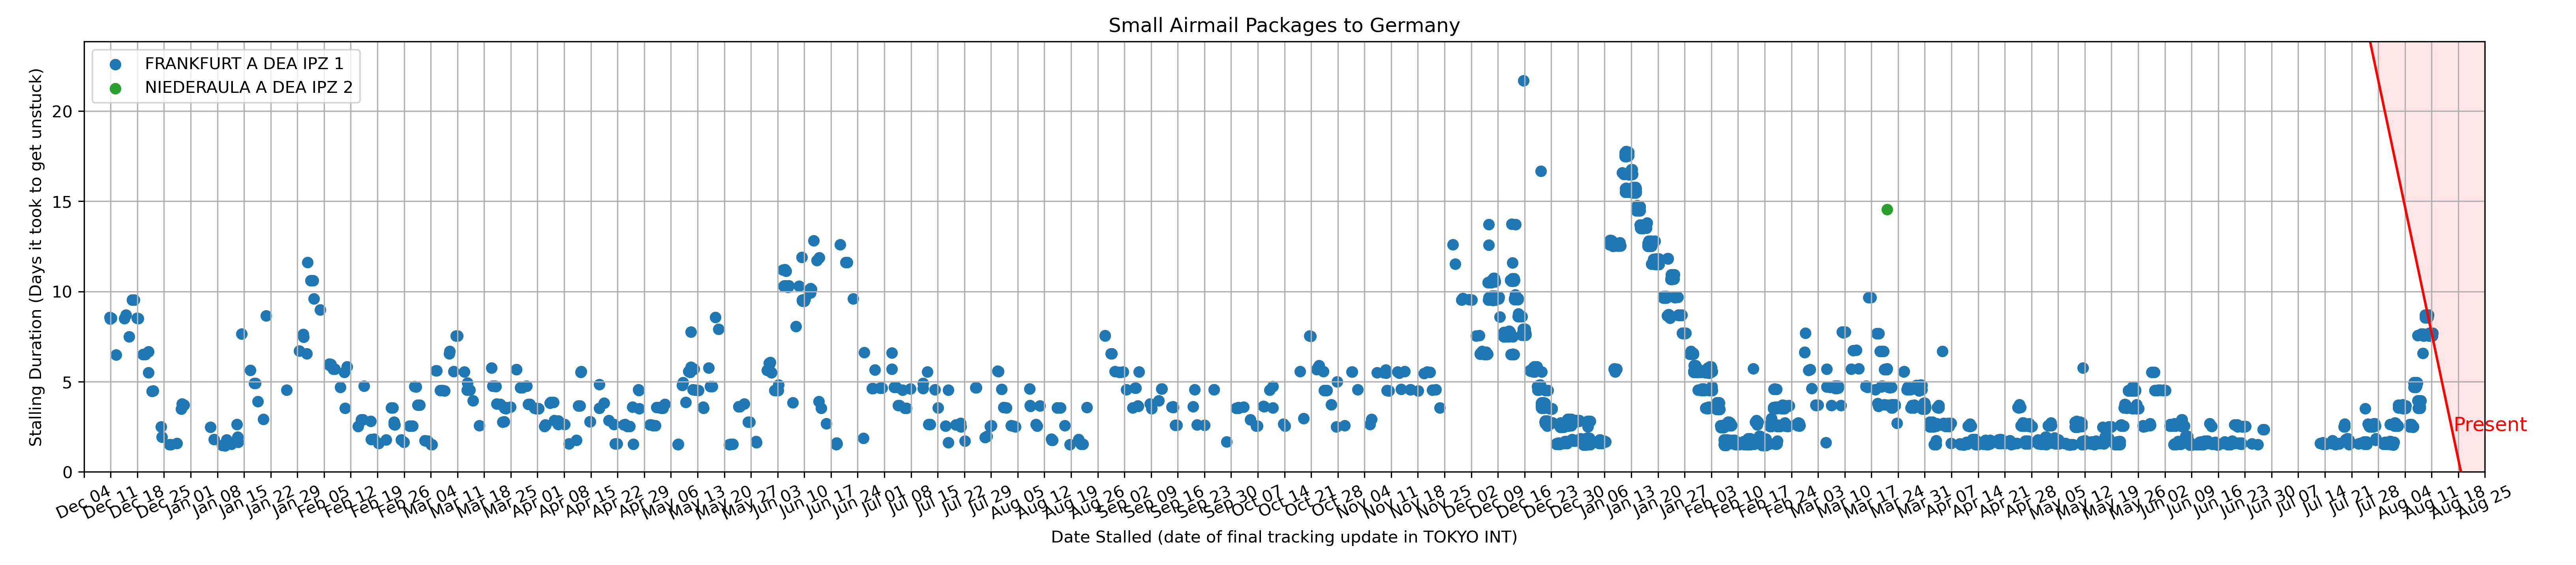 Small Airmail Packages to Germany
FRANKFURT A DEA IPZ 1
NIEDERAULA A DEA IPZ 2
Stalling Duration (Days it took to get unstuck)
20
15
10
5
0
Present
Dec 04
Dec 11
Dec 18
Dec 25
Jan 01
Jan 08
Jan 15
Jan 22
Jan 29
Feb 05
Feb 12
Feb 19
Feb 26
Mar 04
Mar 11
Mar 18
Mar 25
Apr 01
Apr 08
Apr 15
Apr 22
Apr 29
May 06
May 13
May 20
May 27
Jun 03
Jun 10
Jun 17
Jun 24
Jul 01
Jul 08
Jul 15
Jul 22
Jul 29
Aug 05
Aug 12
Aug 19
Aug 26
Sep 02
Sep 09
Sep 16
Sep 23
Sep 30
Oct 07
Oct 14
Oct 21
Oct 28
Nov 04
Nov 11
Nov 18
Nov 25
Dec 02
Dec 09
Dec 16
Dec 23
Dec 30
Jan 06
Jan 13
Jan 20
Jan 27
Feb 03
Feb 10
Feb 17
Feb 24
Mar 03
Mar 10
Mar 17
Mar 24
Mar 31
Apr 07
Apr 14
Apr 21
Apr 28
May 05
May 12
May 19
May 26
Jun 02
Jun 09
Jun 16
Jun 23
Jun 30
Jul 07
Jul 14
Jul 21
Jul 28
Aug 04
Aug 11
Aug 18
Aug 25
Date Stalled (date of final tracking update in TOKYO INT)